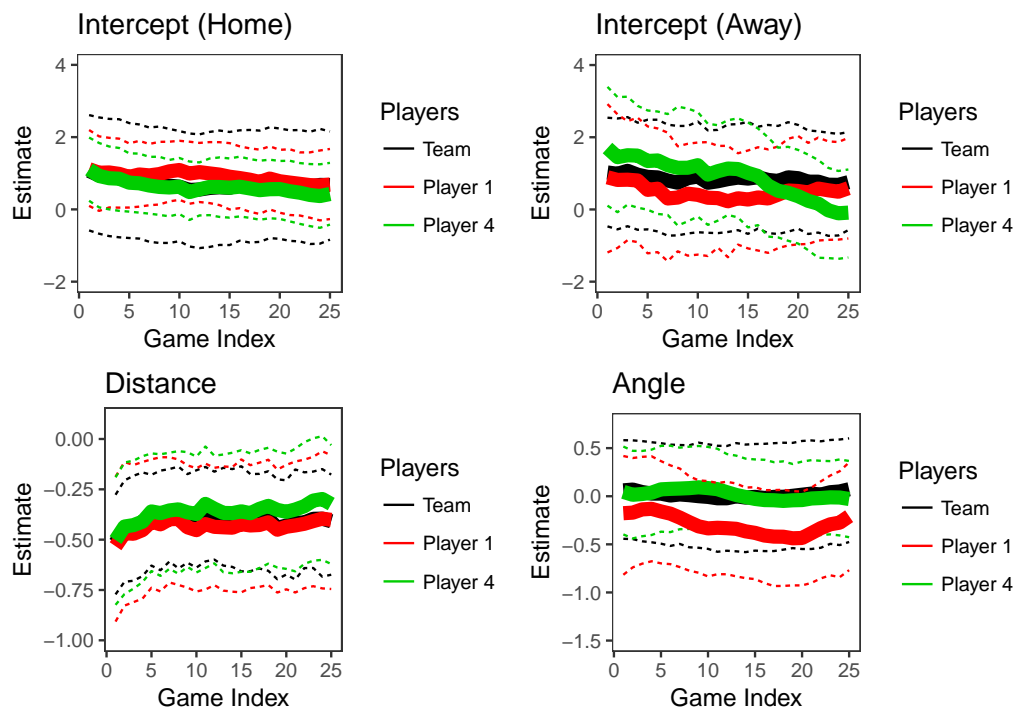 Intercept (Home)
4
2
0
−2
0 5 10 15 20 25
Estimate
Game Index
Players
Team
Player 1
Player 4
Intercept (Away)
4
2
0
−2
0 5 10 15 20 25
Estimate
Game Index
Players
Team
Player 1
Player 4
Distance
0.00
−0.25
−0.50
−0.75
−1.00
0 5 10 15 20 25
Estimate
Game Index
Players
Team
Player 1
Player 4
Angle
0.5
0.0
−0.5
−1.0
−1.5
0 5 10 15 20 25
Estimate
Game Index
Players
Team
Player 1
Player 4